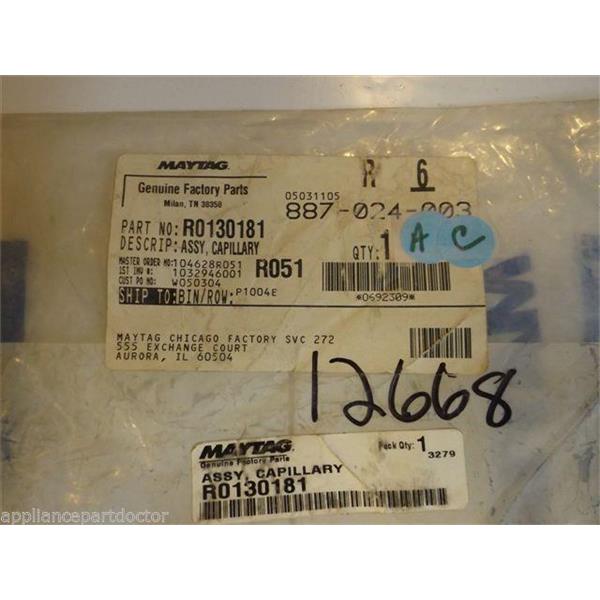 MAYTAG
Genuine Factory Parts
Milan, TN 38358
R 6
05031105
887-024-003
PART NO: R0130181
DESCRIP: ASSY, CAPILLARY
QTY: 1
A C
MASTER ORDER NO: 104628R051
1ST INV #: 1032946001
R051
CUST PO NO: W050304
SHIP TO: BIN/ROW: P1004E
*0692309*
MAYTAG CHICAGO FACTORY SVC 272
555 EXCHANGE COURT
AURORA, IL 60504
12668
MAYTAG
Genuine Factory Parts
Pack Qty: 1
3279
ASSY, CAPILLARY
R0130181
appliancepartdoctor